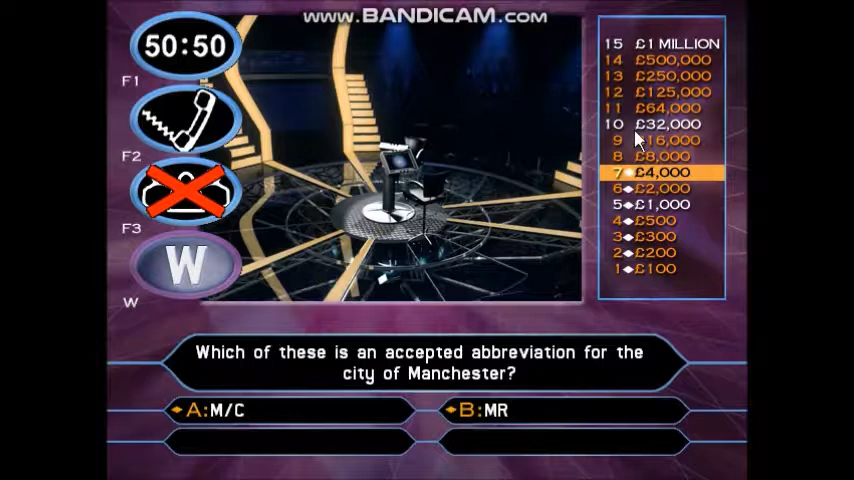 www.BANDICAM.com
50:50
F1
F2
F3
W
W
15 £1 MILLION
14 £500,000
13 £250,000
12 £125,000
11 £64,000
10 £32,000
9 £16,000
8 £8,000
7◆£4,000
6◆£2,000
5◆£1,000
4◆£500
3◆£300
2◆£200
1◆£100
Which of these is an accepted abbreviation for the
city of Manchester?
◆A:M/C
◆B:MR